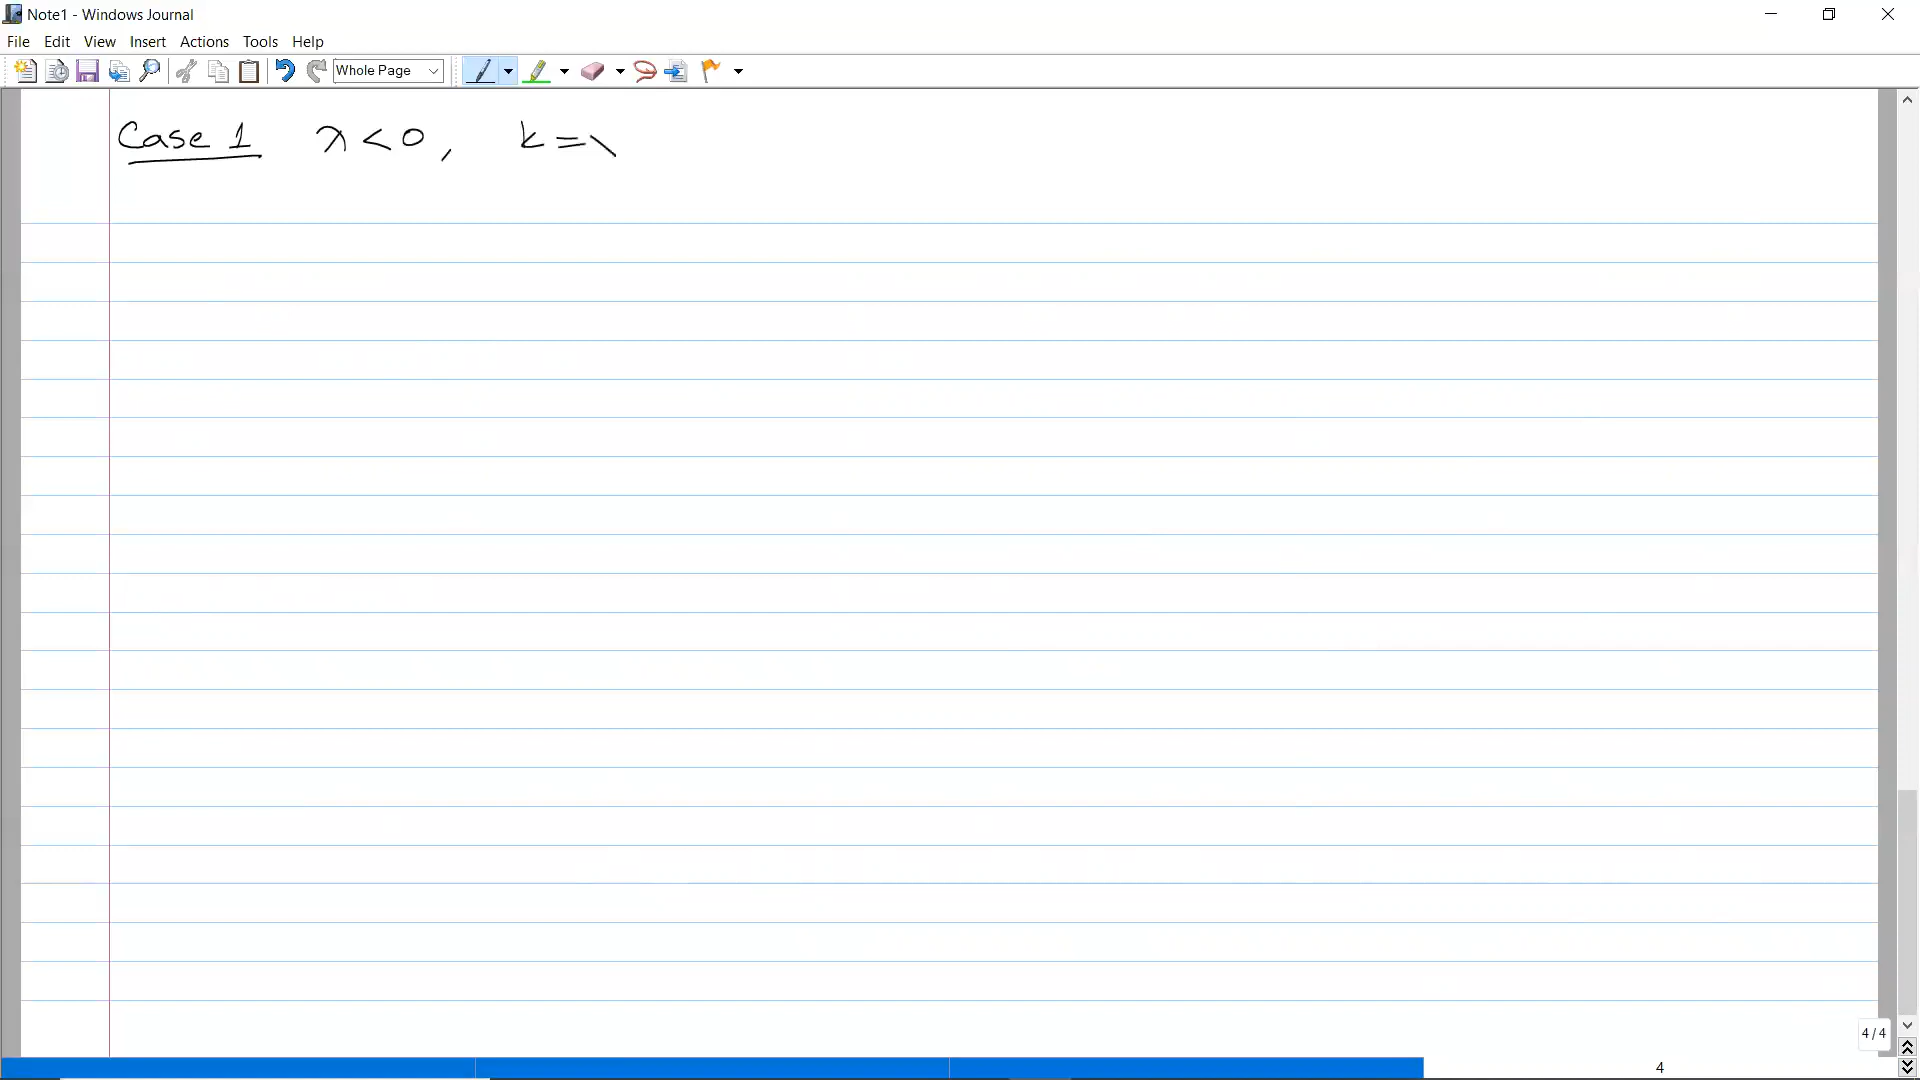 Note1 - Windows Journal
File Edit View Insert Actions Tools Help
Whole Page
Case 1 λ < 0, k =
4 / 4
4